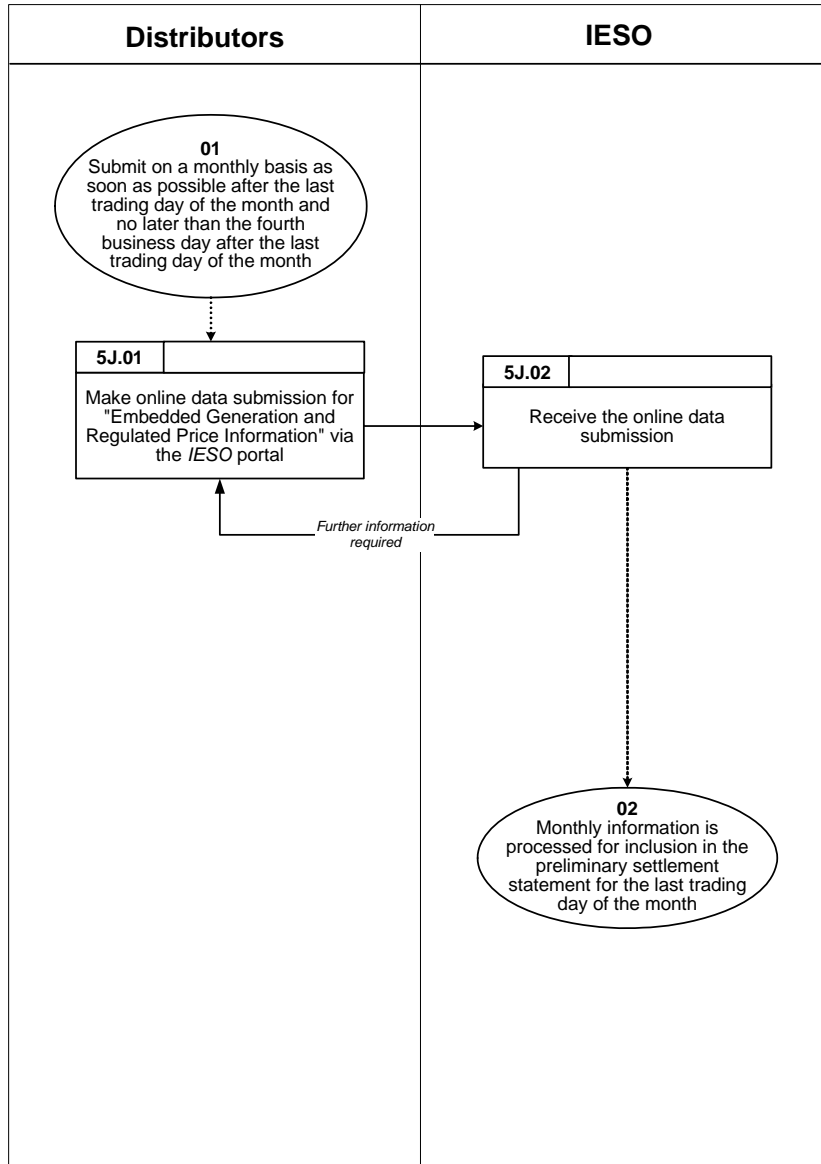 Distributors
IESO
01
Submit on a monthly basis as
soon as possible after the last
trading day of the month and
no later than the fourth
business day after the last
trading day of the month
5J.01
Make online data submission for
"Embedded Generation and
Regulated Price Information" via
the IESO portal
5J.02
Receive the online data
submission
Further information
required
02
Monthly information is
processed for inclusion in the
preliminary settlement
statement for the last trading
day of the month